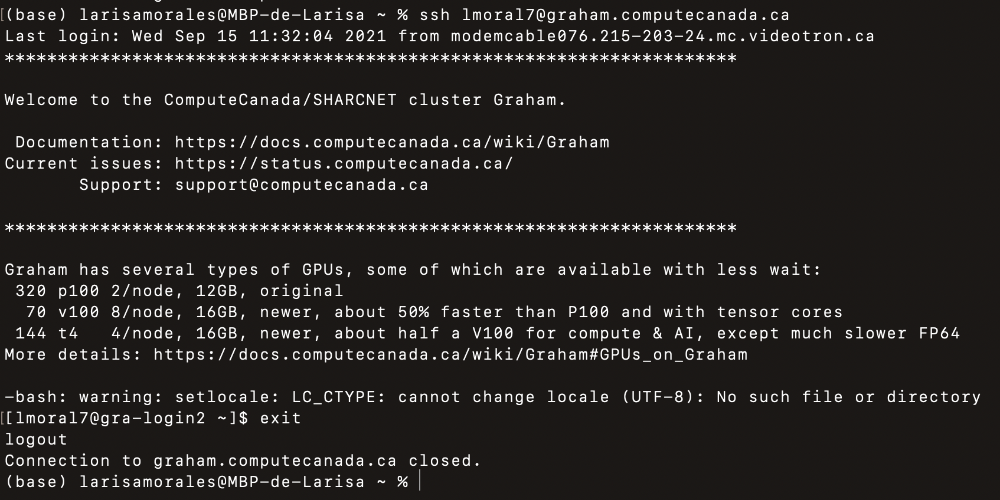 [(base) larisamorales@MBP-de-Larisa ~ % ssh lmoral7@graham.computecanada.ca
Last login: Wed Sep 15 11:32:04 2021 from modemcable076.215-203-24.mc.videotron.ca
*********************************************************************
Welcome to the ComputeCanada/SHARCNET cluster Graham.
 Documentation: https://docs.computecanada.ca/wiki/Graham
Current issues: https://status.computecanada.ca/
       Support: support@computecanada.ca
*********************************************************************
Graham has several types of GPUs, some of which are available with less wait:
 320 p100 2/node, 12GB, original
  70 v100 8/node, 16GB, newer, about 50% faster than P100 and with tensor cores
 144 t4   4/node, 16GB, newer, about half a V100 for compute & AI, except much slower FP64
More details: https://docs.computecanada.ca/wiki/Graham#GPUs_on_Graham
-bash: warning: setlocale: LC_CTYPE: cannot change locale (UTF-8): No such file or directory
[[lmoral7@gra-login2 ~]$ exit
logout
Connection to graham.computecanada.ca closed.
(base) larisamorales@MBP-de-Larisa ~ %